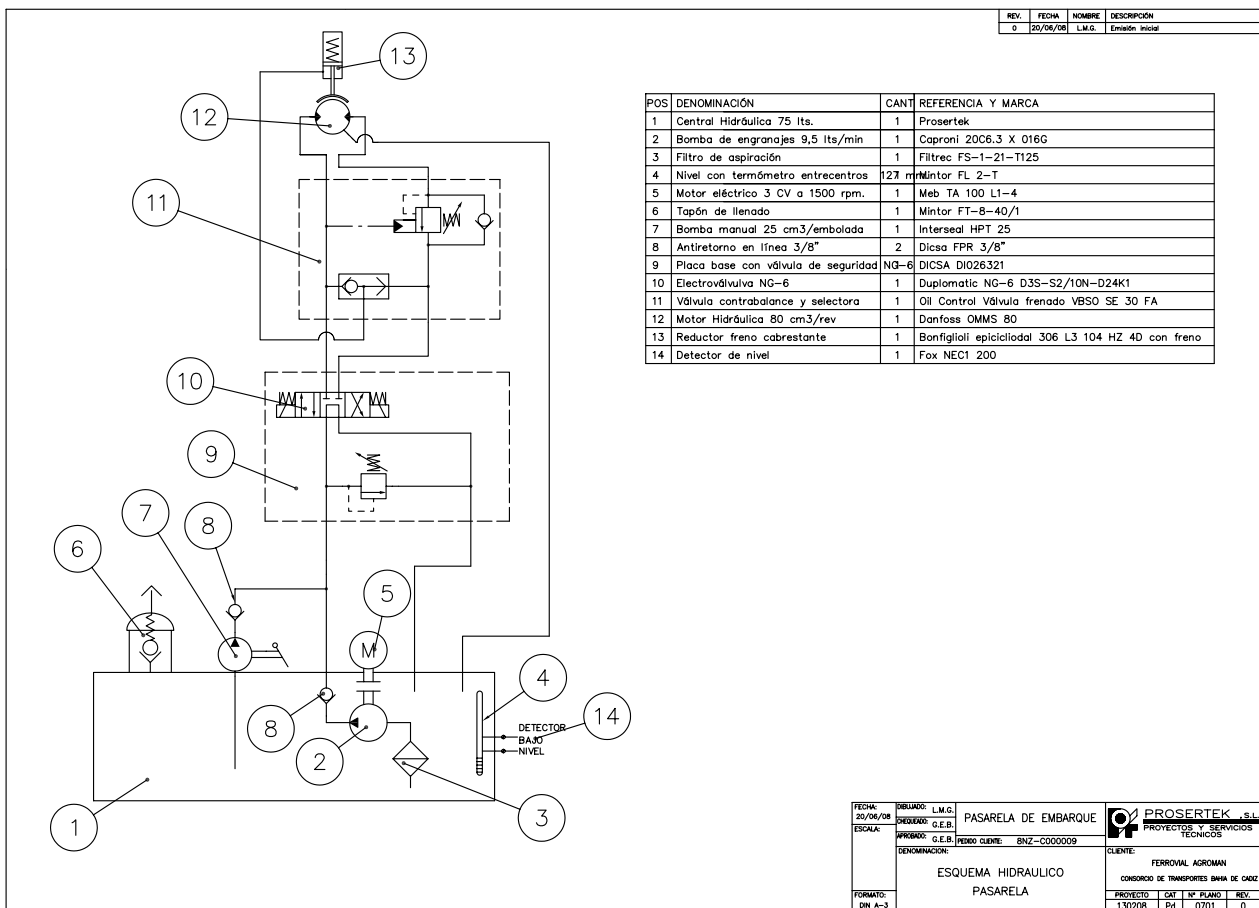 REV. FECHA NOMBRE DESCRIPCIÓN
0 20/06/08 L.M.G. Emisión inicial
13
12
11
10
9
8
7
6
5
M
4
14
DETECTOR
BAJO
NIVEL
8
2
3
1
POS DENOMINACIÓN CANT REFERENCIA Y MARCA
1 Central Hidráulica 75 lts. 1 Prosertek
2 Bomba de engranajes 9,5 lts/min 1 Caproni 20C6.3 X 016G
3 Filtro de aspiración 1 Filtrec FS-1-21-T125
4 Nivel con termómetro entrecentros 127 mm 1 Mintor FL 2-T
5 Motor eléctrico 3 CV a 1500 rpm. 1 Meb TA 100 L1-4
6 Tapón de llenado 1 Mintor FT-8-40/1
7 Bomba manual 25 cm3/embolada 1 Interseal HPT 25
8 Antiretorno en línea 3/8" 2 Dicsa FPR 3/8"
9 Placa base con válvula de seguridad NG-6 1 DICSA DI026321
10 Electroválvulva NG-6 1 Duplomatic NG-6 D3S-S2/10N-D24K1
11 Válvula contrabalance y selectora 1 Oil Control Válvula frenado VBSO SE 30 FA
12 Motor Hidráulica 80 cm3/rev 1 Danfoss OMMS 80
13 Reductor freno cabrestante 1 Bonfiglioli epicicliodal 306 L3 104 HZ 4D con freno
14 Detector de nivel 1 Fox NEC1 200
FECHA: 20/06/08
ESCALA:
FORMATO: DIN A-3
DIBUJADO: L.M.G.
CHEQUEADO: G.E.B.
APROBADO: G.E.B.
PASARELA DE EMBARQUE
PEDIDO CLIENTE: 8NZ-C000009
DENOMINACION:
ESQUEMA HIDRAULICO
PASARELA
PROSERTEK ,S.L.
PROYECTOS Y SERVICIOS
TECNICOS
CLIENTE:
FERROVIAL AGROMAN
CONSORCIO DE TRANSPORTES BAHIA DE CADIZ
PROYECTO CAT Nº PLANO REV.
130208 Pd 0701 0